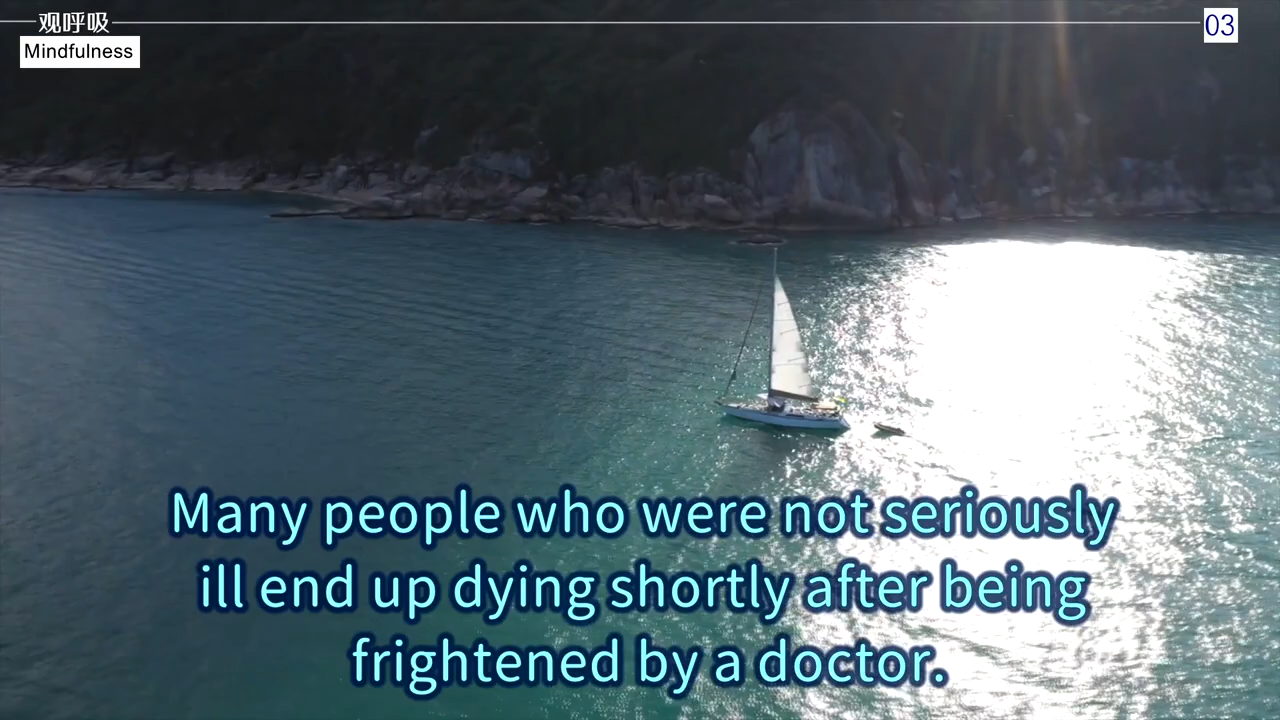 观呼吸
03
Mindfulness
Many people who were not seriously
ill end up dying shortly after being
frightened by a doctor.